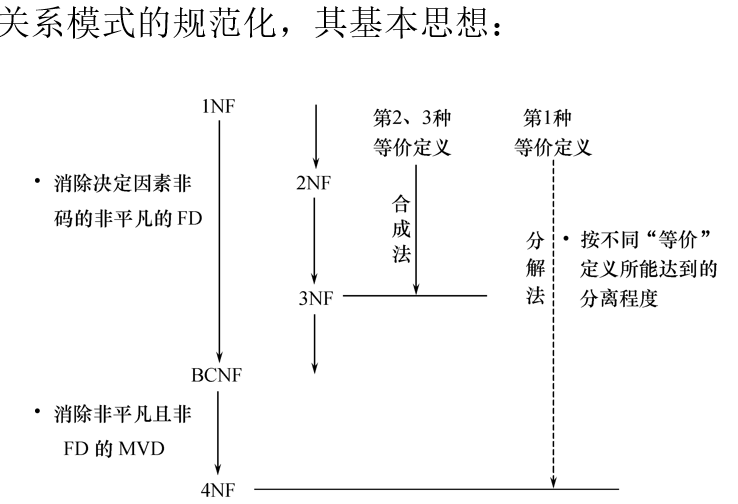 关系模式的规范化，其基本思想：
1NF
第2、3种
等价定义
第1种
等价定义
• 消除决定因素非
码的非平凡的FD
2NF
合成法
分解法
• 按不同“等价”
定义所能达到的
分离程度
3NF
BCNF
• 消除非平凡且非
FD 的 MVD
4NF